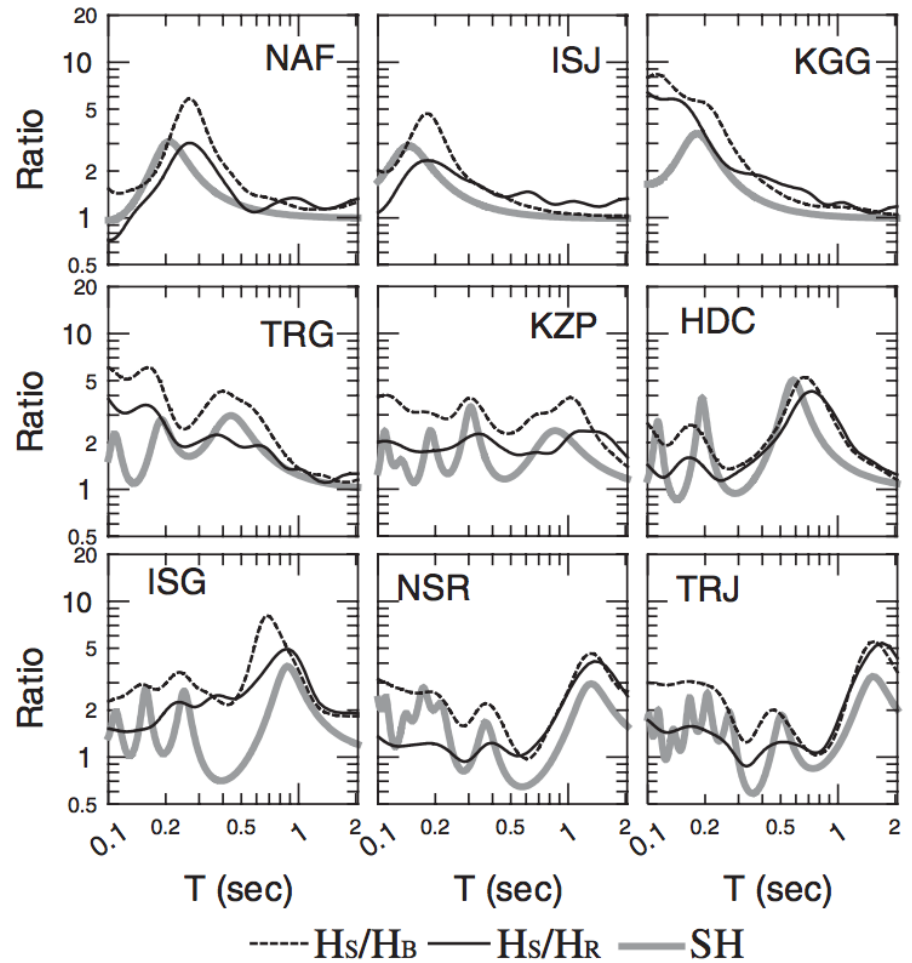 20
NAF
ISJ
KGG
10
Ratio
5
2
1
0.5
20
TRG
KZP
HDC
10
Ratio
5
2
1
0.5
20
ISG
NSR
TRJ
10
Ratio
5
2
1
0.5
0.1 0.2 0.5 1 2 0.1 0.2 0.5 1 2 0.1 0.2 0.5 1 2
T (sec) T (sec) T (sec)
HS/HB HS/HR SH